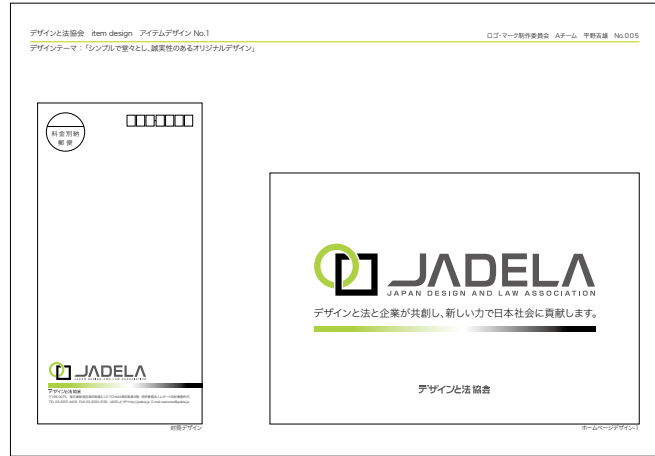 デザインと法協会 item design アイテムデザイン No.1
ロゴ・マーク制作委員会 Aチーム 平野吉雄 No.005
デザインテーマ：「シンプルで堂々とし、誠実性のあるオリジナルデザイン」
料金別納
郵便
JADELA
JAPAN DESIGN AND LAW ASSOCIATION
デザインと法協会
封筒デザイン
JADELA
JAPAN DESIGN AND LAW ASSOCIATION
デザインと法と企業が共創し、新しい力で日本社会に貢献します。
デザインと法協会
ホームページデザイン-1